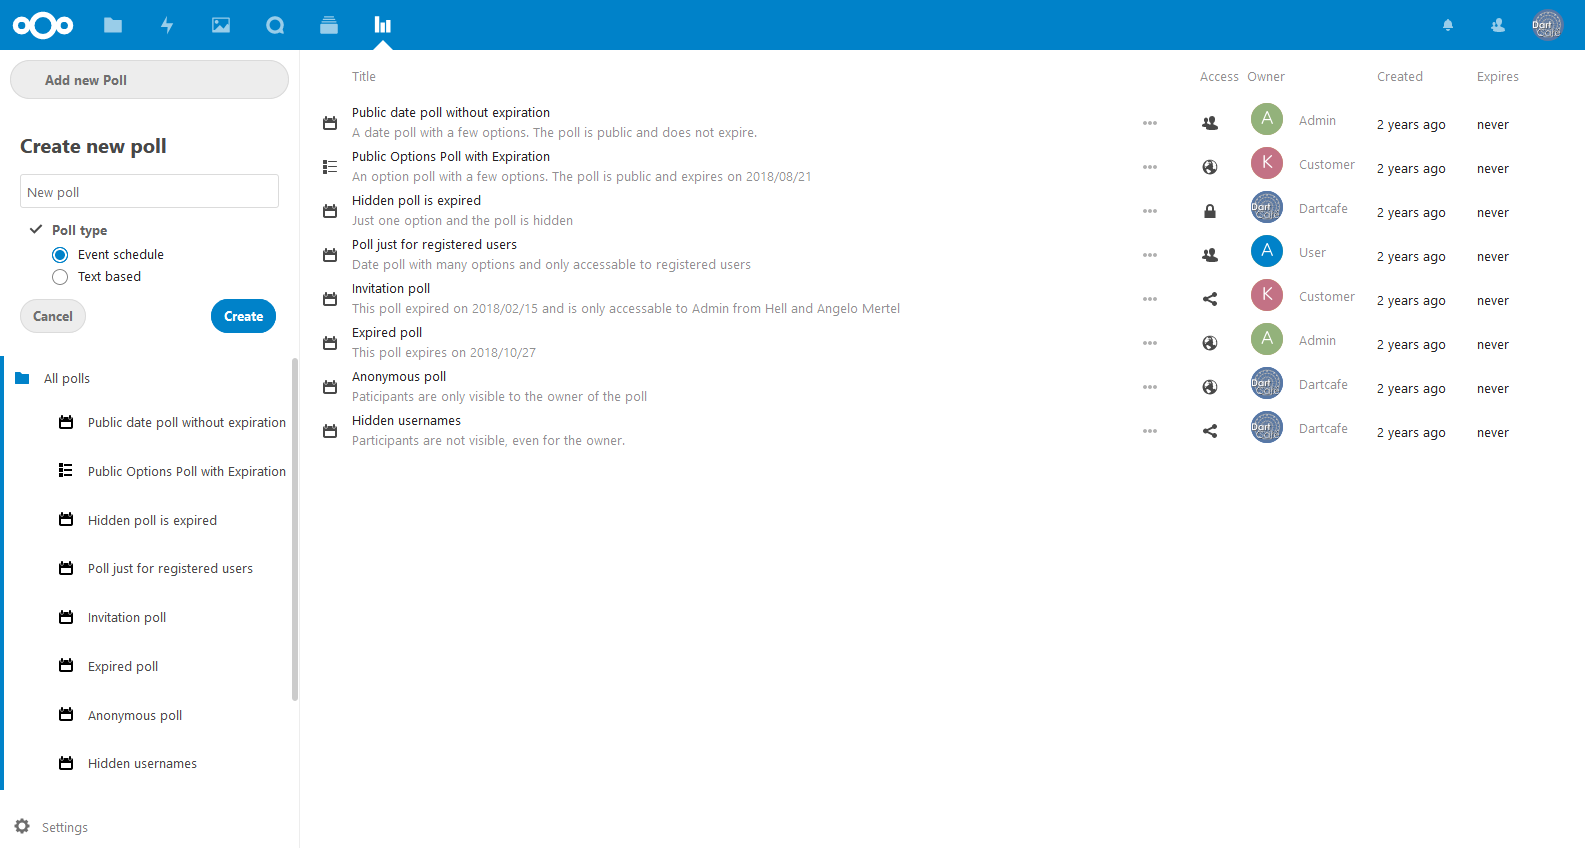 Dart
Café
Add new Poll
Create new poll
New poll
Poll type
Event schedule
Text based
Cancel
Create
All polls
Public date poll without expiration
Public Options Poll with Expiration
Hidden poll is expired
Poll just for registered users
Invitation poll
Expired poll
Anonymous poll
Hidden usernames
Settings
Title Access Owner Created Expires
Public date poll without expiration
A date poll with a few options. The poll is public and does not expire.
A Admin 2 years ago never
Public Options Poll with Expiration
An option poll with a few options. The poll is public and expires on 2018/08/21
K Customer 2 years ago never
Hidden poll is expired
Just one option and the poll is hidden
Dart
Café
Dartcafe 2 years ago never
Poll just for registered users
Date poll with many options and only accessable to registered users
A User 2 years ago never
Invitation poll
This poll expired on 2018/02/15 and is only accessable to Admin from Hell and Angelo Mertel
K Customer 2 years ago never
Expired poll
This poll expires on 2018/10/27
A Admin 2 years ago never
Anonymous poll
Paticipants are only visible to the owner of the poll
Dart
Café
Dartcafe 2 years ago never
Hidden usernames
Participants are not visible, even for the owner.
Dart
Café
Dartcafe 2 years ago never